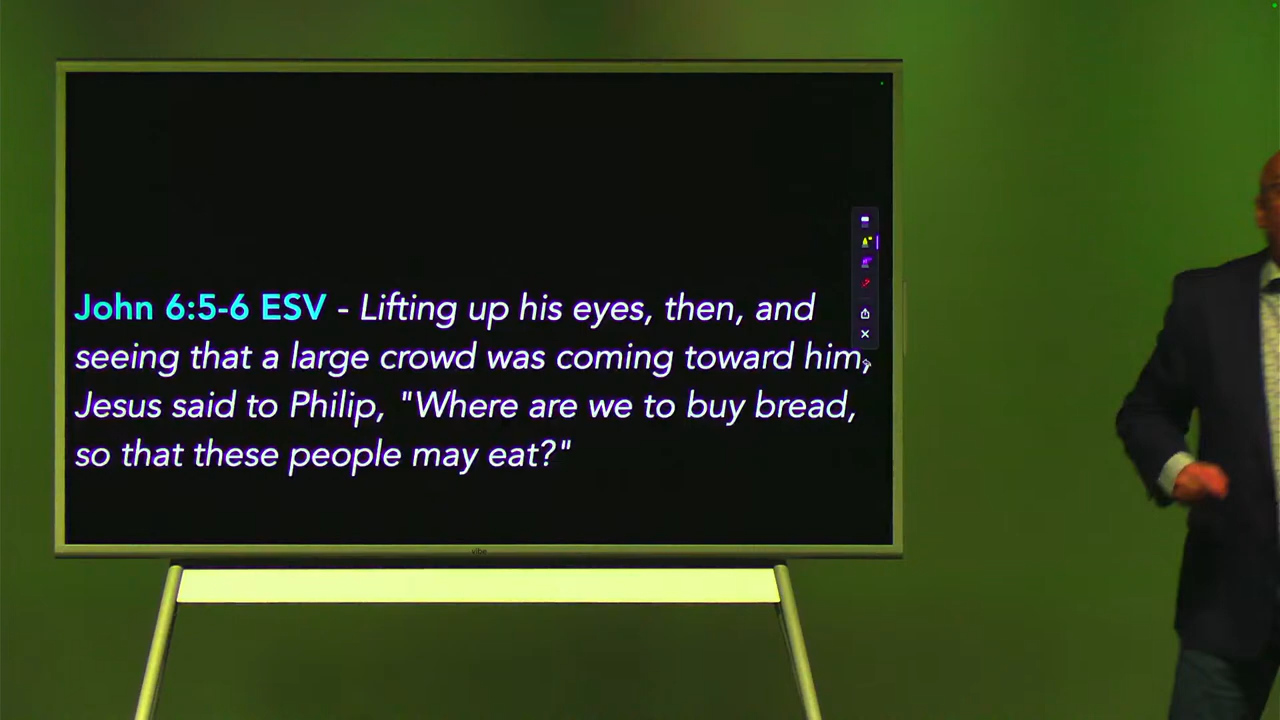 John 6:5-6 ESV - Lifting up his eyes, then, and
seeing that a large crowd was coming toward him,
Jesus said to Philip, "Where are we to buy bread,
so that these people may eat?"
vibe